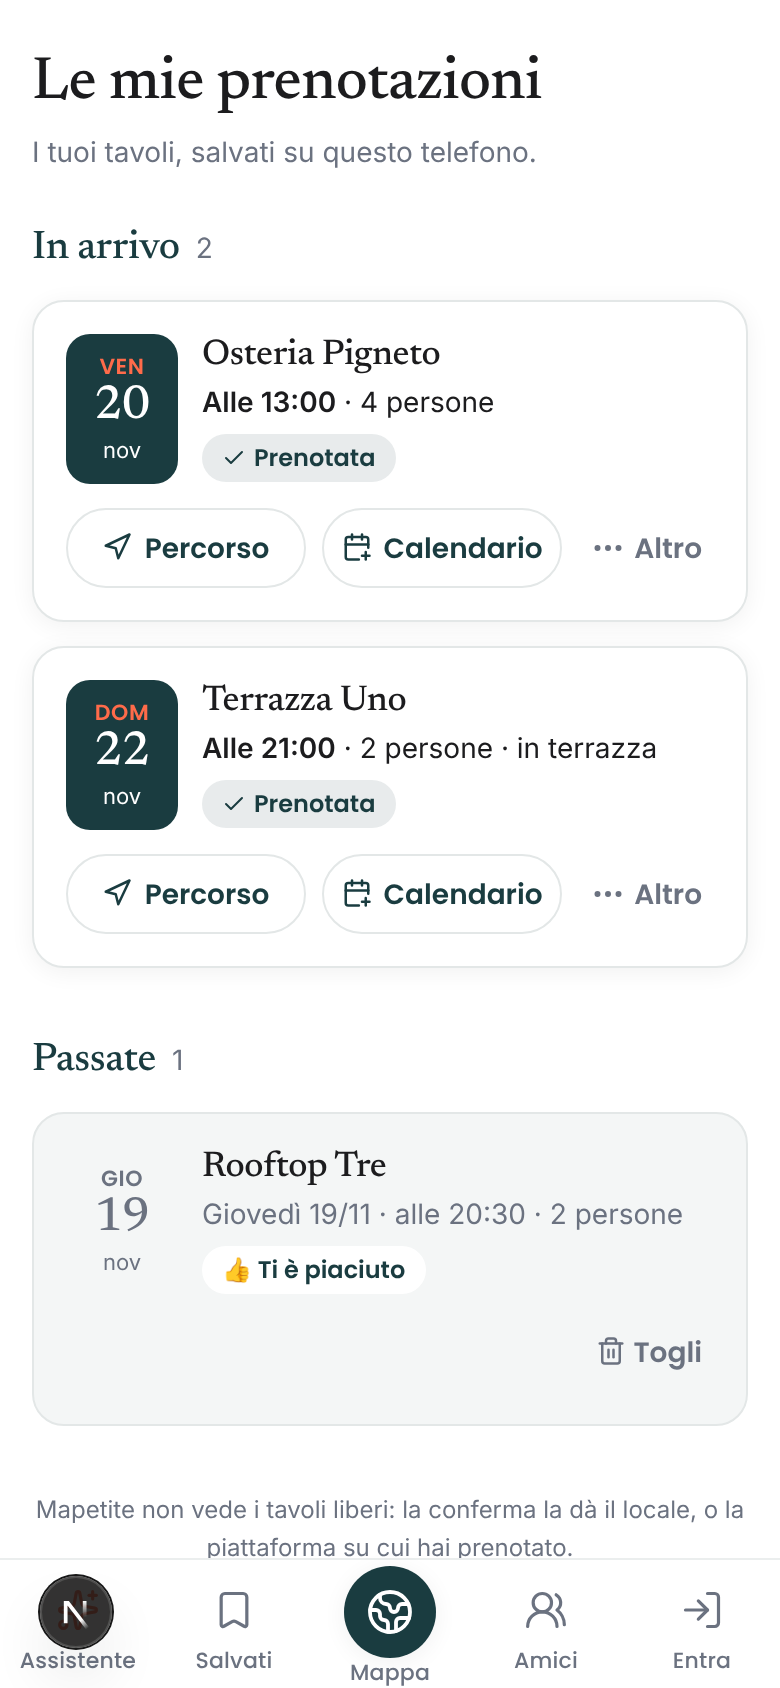 Le mie prenotazioni
I tuoi tavoli, salvati su questo telefono.
In arrivo 2
VEN
20
nov
Osteria Pigneto
Alle 13:00 · 4 persone
Prenotata
Percorso
Calendario
Altro
DOM
22
nov
Terrazza Uno
Alle 21:00 · 2 persone · in terrazza
Prenotata
Percorso
Calendario
Altro
Passate 1
GIO
19
nov
Rooftop Tre
Giovedì 19/11 · alle 20:30 · 2 persone
👍 Ti è piaciuto
Togli
Mapetite non vede i tavoli liberi: la conferma la dà il locale, o la
piattaforma su cui hai prenotato.
N
Assistente
Salvati
Mappa
Amici
Entra